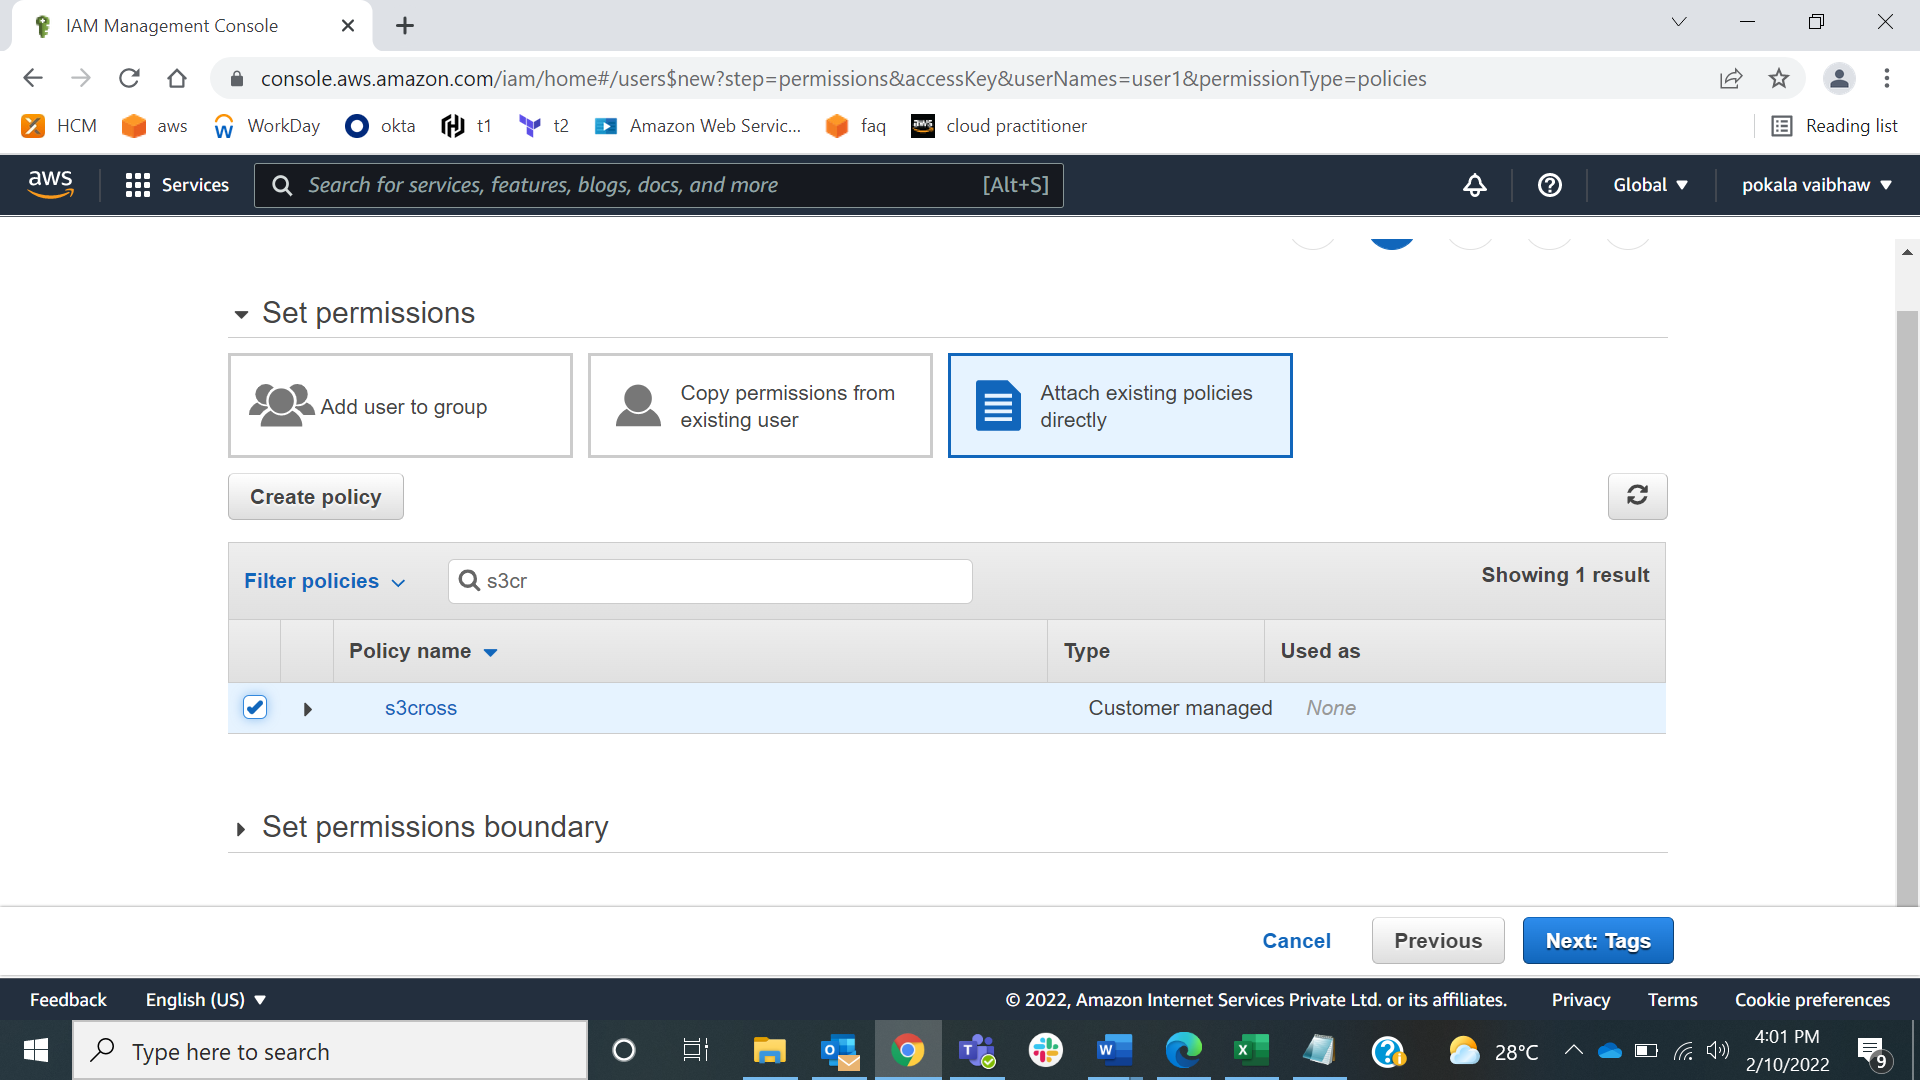 IAM Management Console
console.aws.amazon.com/iam/home#/users$new?step=permissions&accessKey&userNames=user1&permissionType=policies
HCM aws WorkDay okta t1 t2 Amazon Web Servic... faq cloud practitioner Reading list
aws Services Search for services, features, blogs, docs, and more [Alt+S] Global pokala vaibhaw
Set permissions
Add user to group
Copy permissions from
existing user
Attach existing policies
directly
Create policy
Filter policies s3cr Showing 1 result
Policy name Type Used as
s3cross Customer managed None
Set permissions boundary
Cancel Previous Next: Tags
Feedback English (US) © 2022, Amazon Internet Services Private Ltd. or its affiliates. Privacy Terms Cookie preferences
Type here to search 28°C 4:01 PM
2/10/2022 9